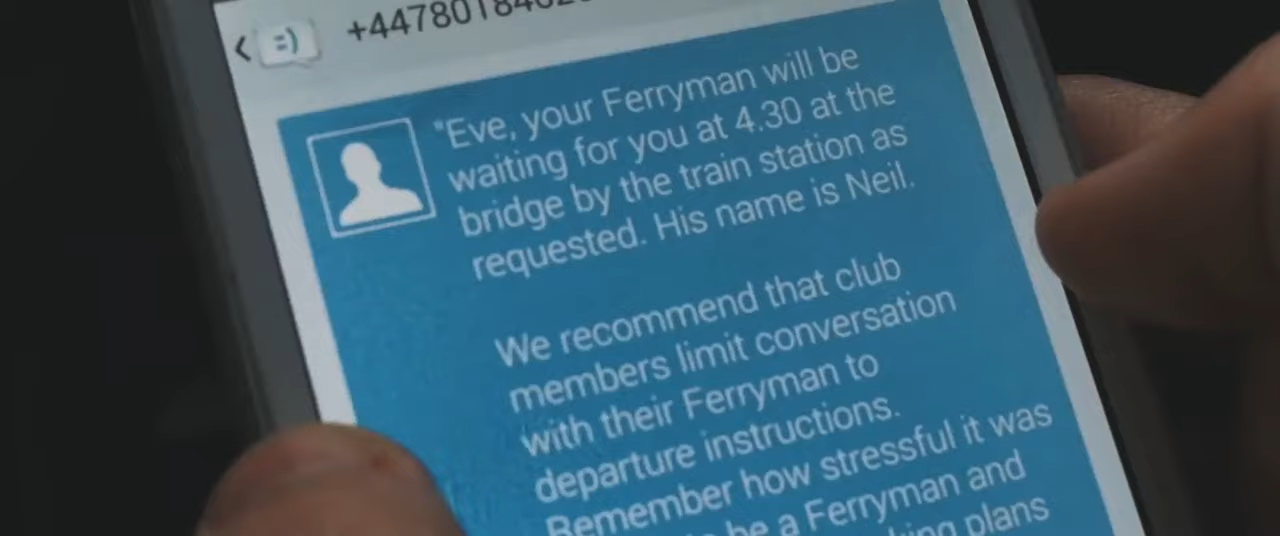 +44780184
"Eve, your Ferryman will be
waiting for you at 4.30 at the
bridge by the train station as
requested. His name is Neil.
We recommend that club
members limit conversation
with their Ferryman to
departure instructions.
Remember how stressful it was
be a Ferryman and
plans